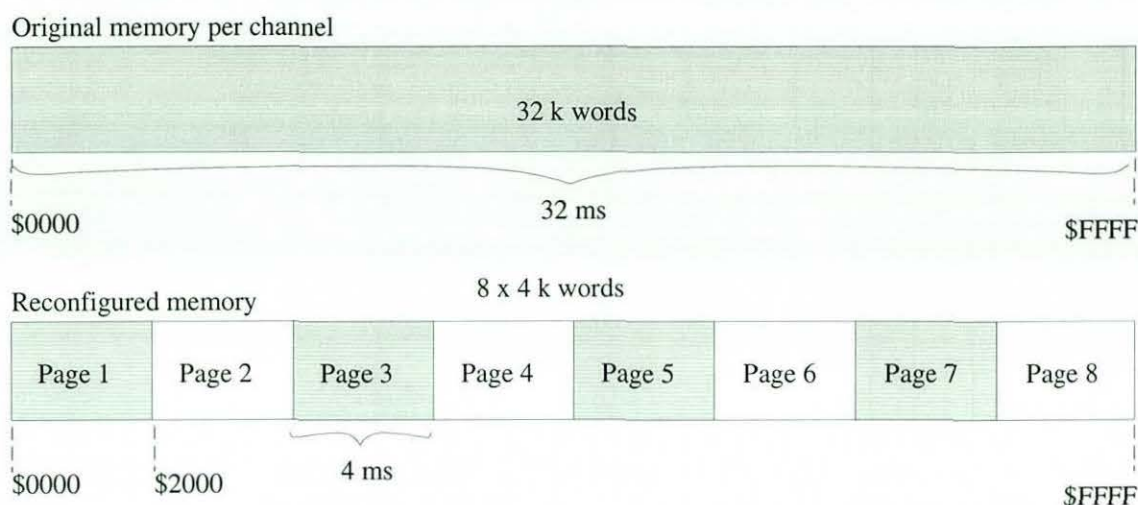 Original memory per channel
32 k words
32 ms
$0000 $FFFF
8 x 4 k words
Reconfigured memory
Page 1 Page 2 Page 3 Page 4 Page 5 Page 6 Page 7 Page 8
4 ms
$0000 $2000 $FFFF